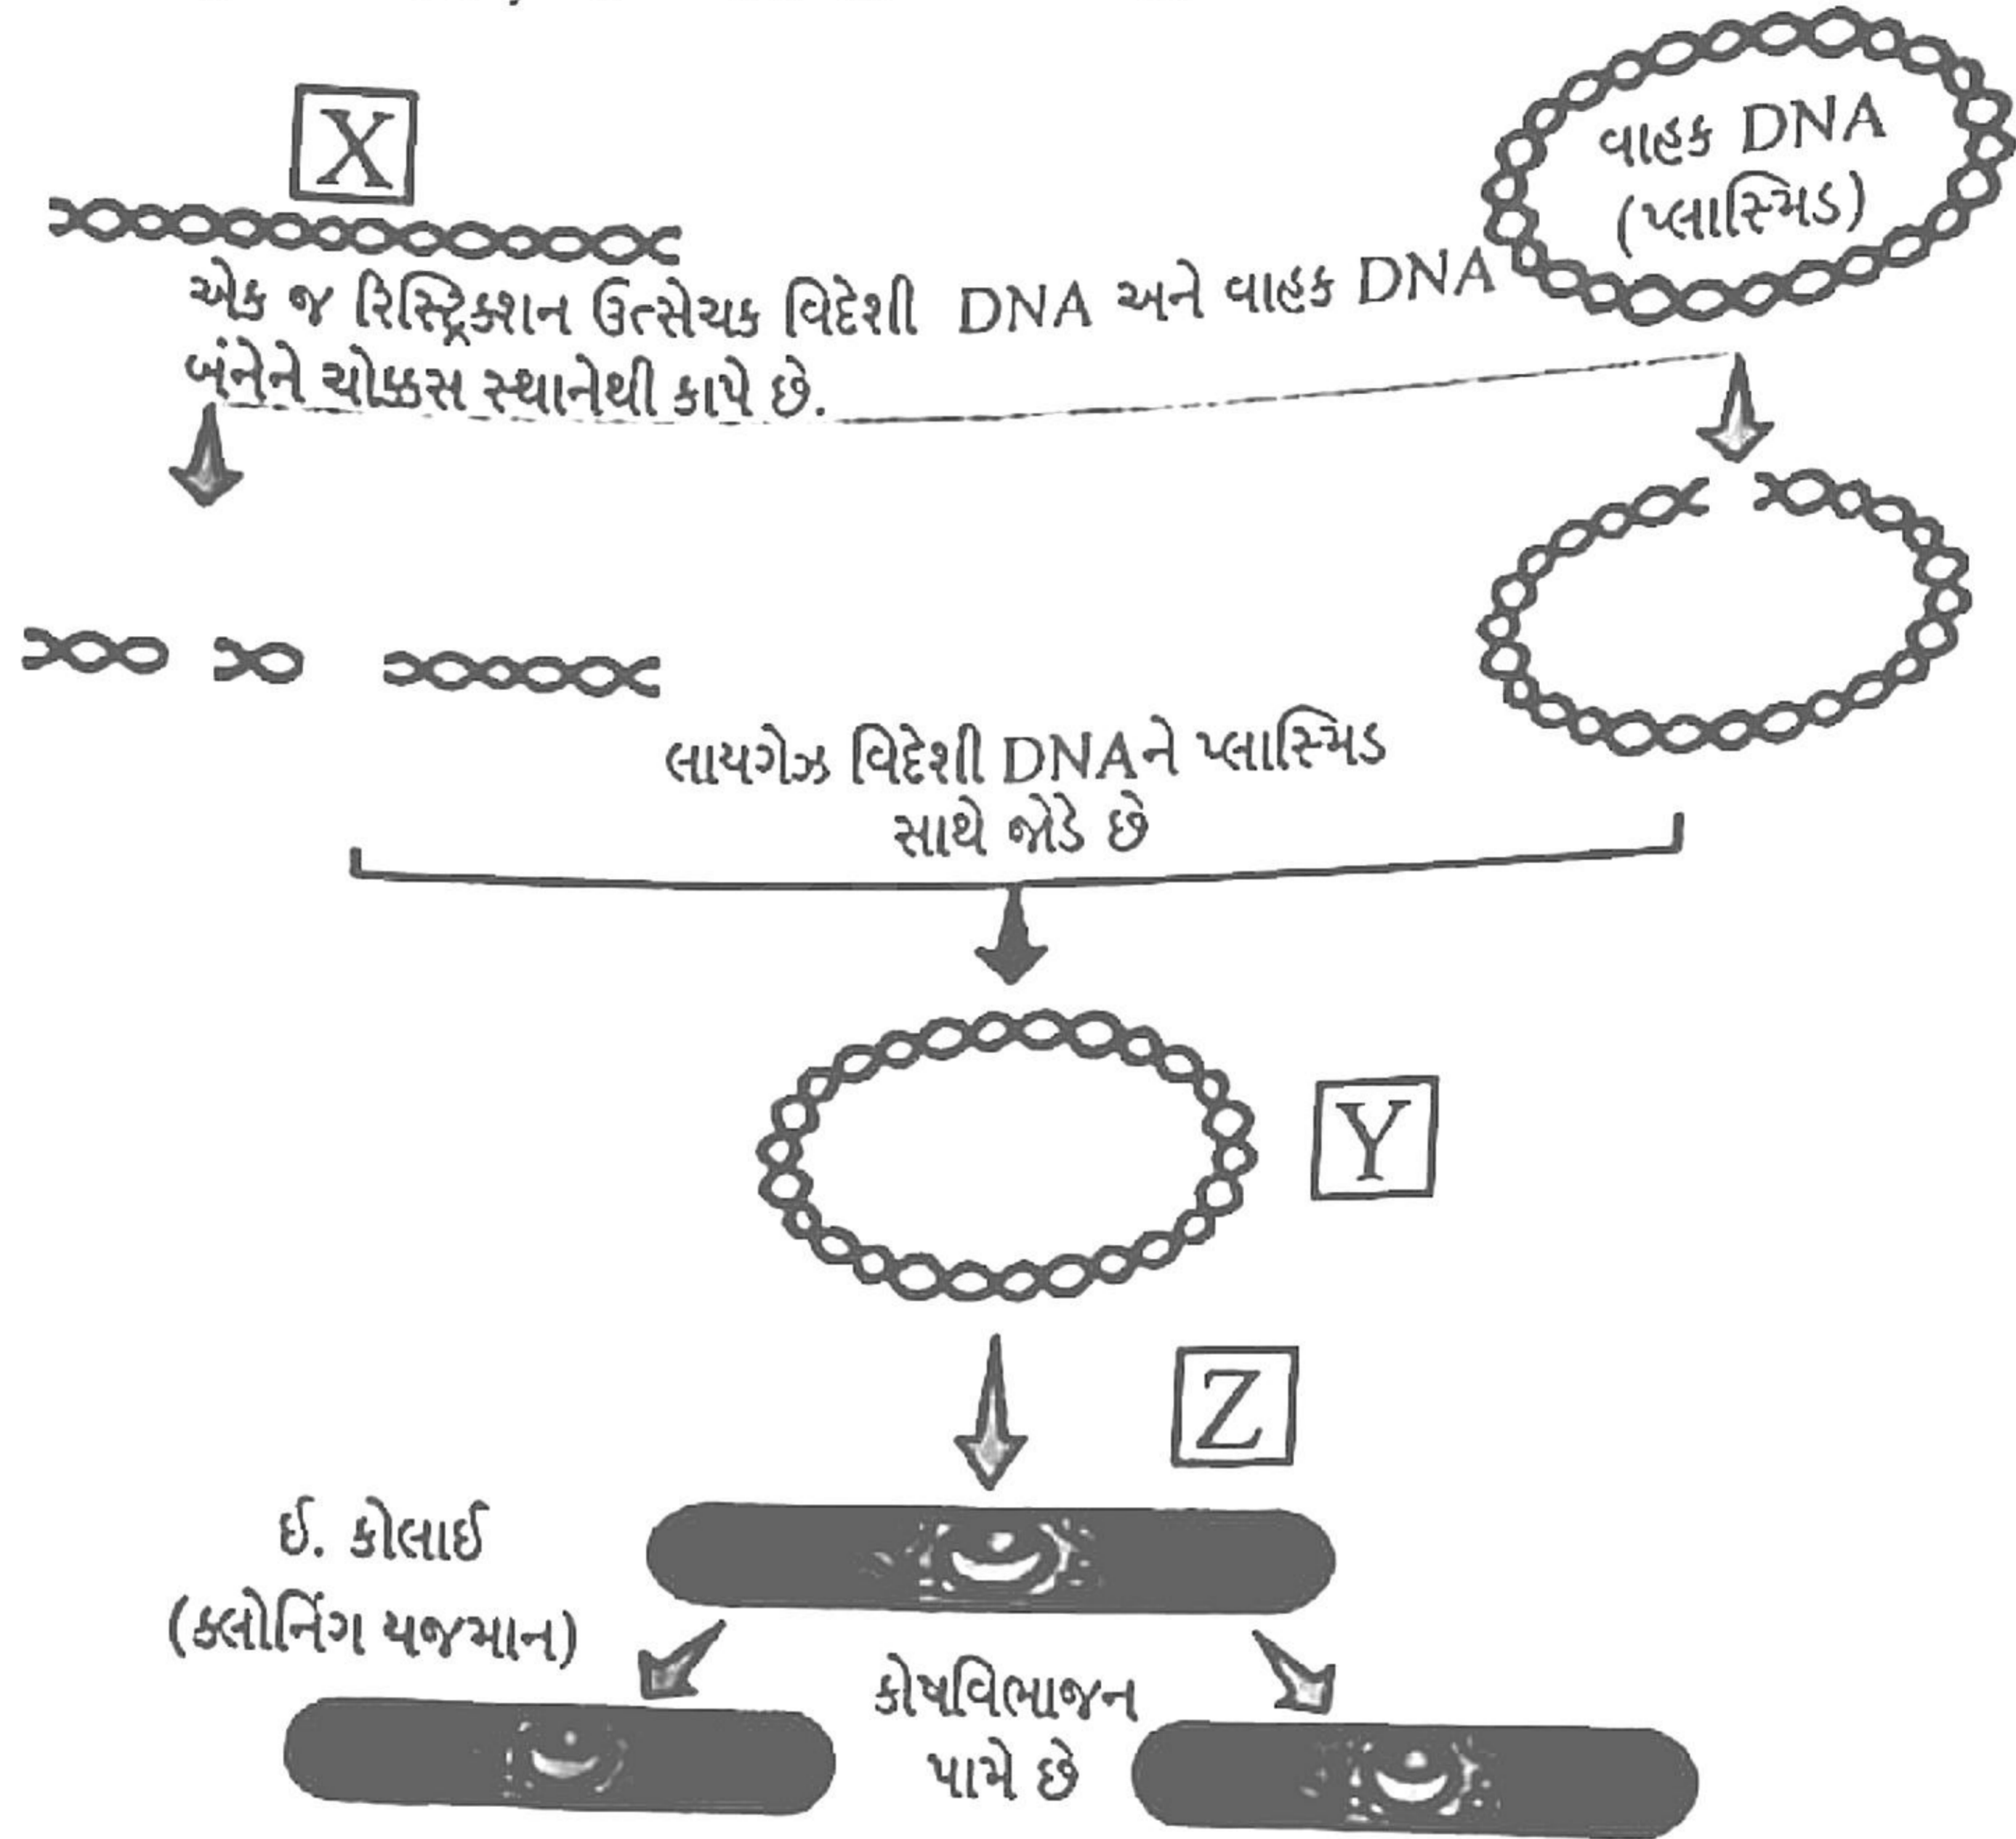 X
વાહક DNA
(પ્લાસ્મિડ)
એક જ રિસ્ટ્રિક્શન ઉત્સેચક વિદેશી DNA અને વાહક DNA
બંનેને ચોક્કસ સ્થાનેથી કાપે છે.
લાયગેઝ વિદેશી DNAને પ્લાસ્મિડ
સાથે જોડે છે
Y
Z
ઈ. કોલાઈ
(ક્લોનિંગ યજમાન)
કોષવિભાજન
પામે છે